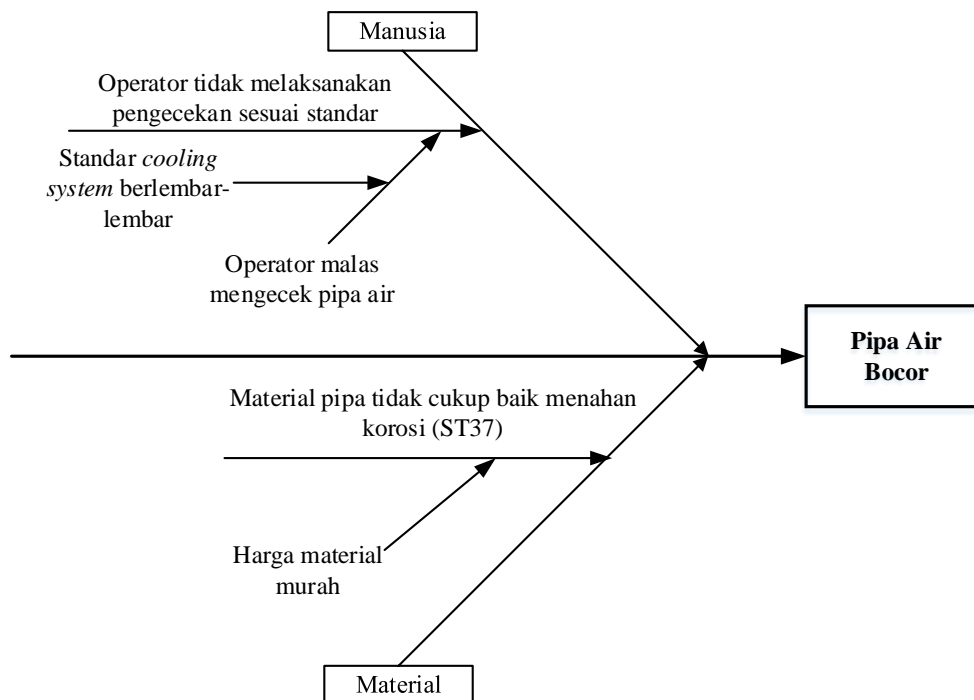 Manusia
Operator tidak melaksanakan
pengecekan sesuai standar
Standar cooling
system berlembar-
lembar
Operator malas
mengecek pipa air
Pipa Air
Bocor
Material pipa tidak cukup baik menahan
korosi (ST37)
Harga material
murah
Material